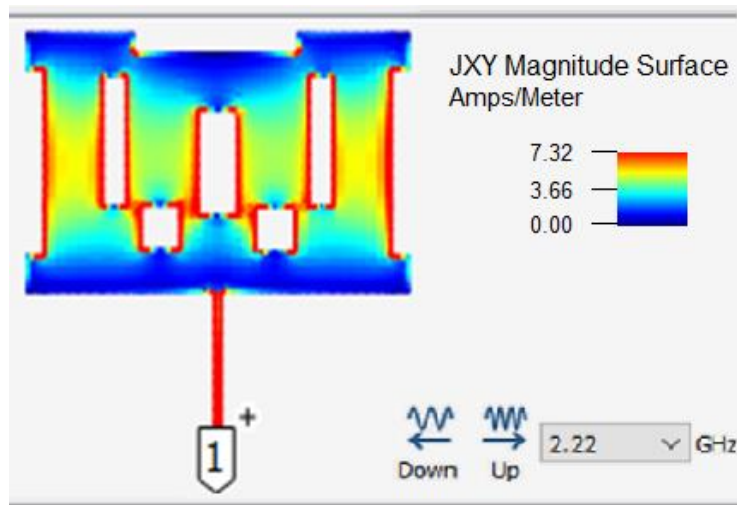 JXY Magnitude Surface
Amps/Meter
7.32
3.66
0.00
+
1
2.22 GHz
Down Up